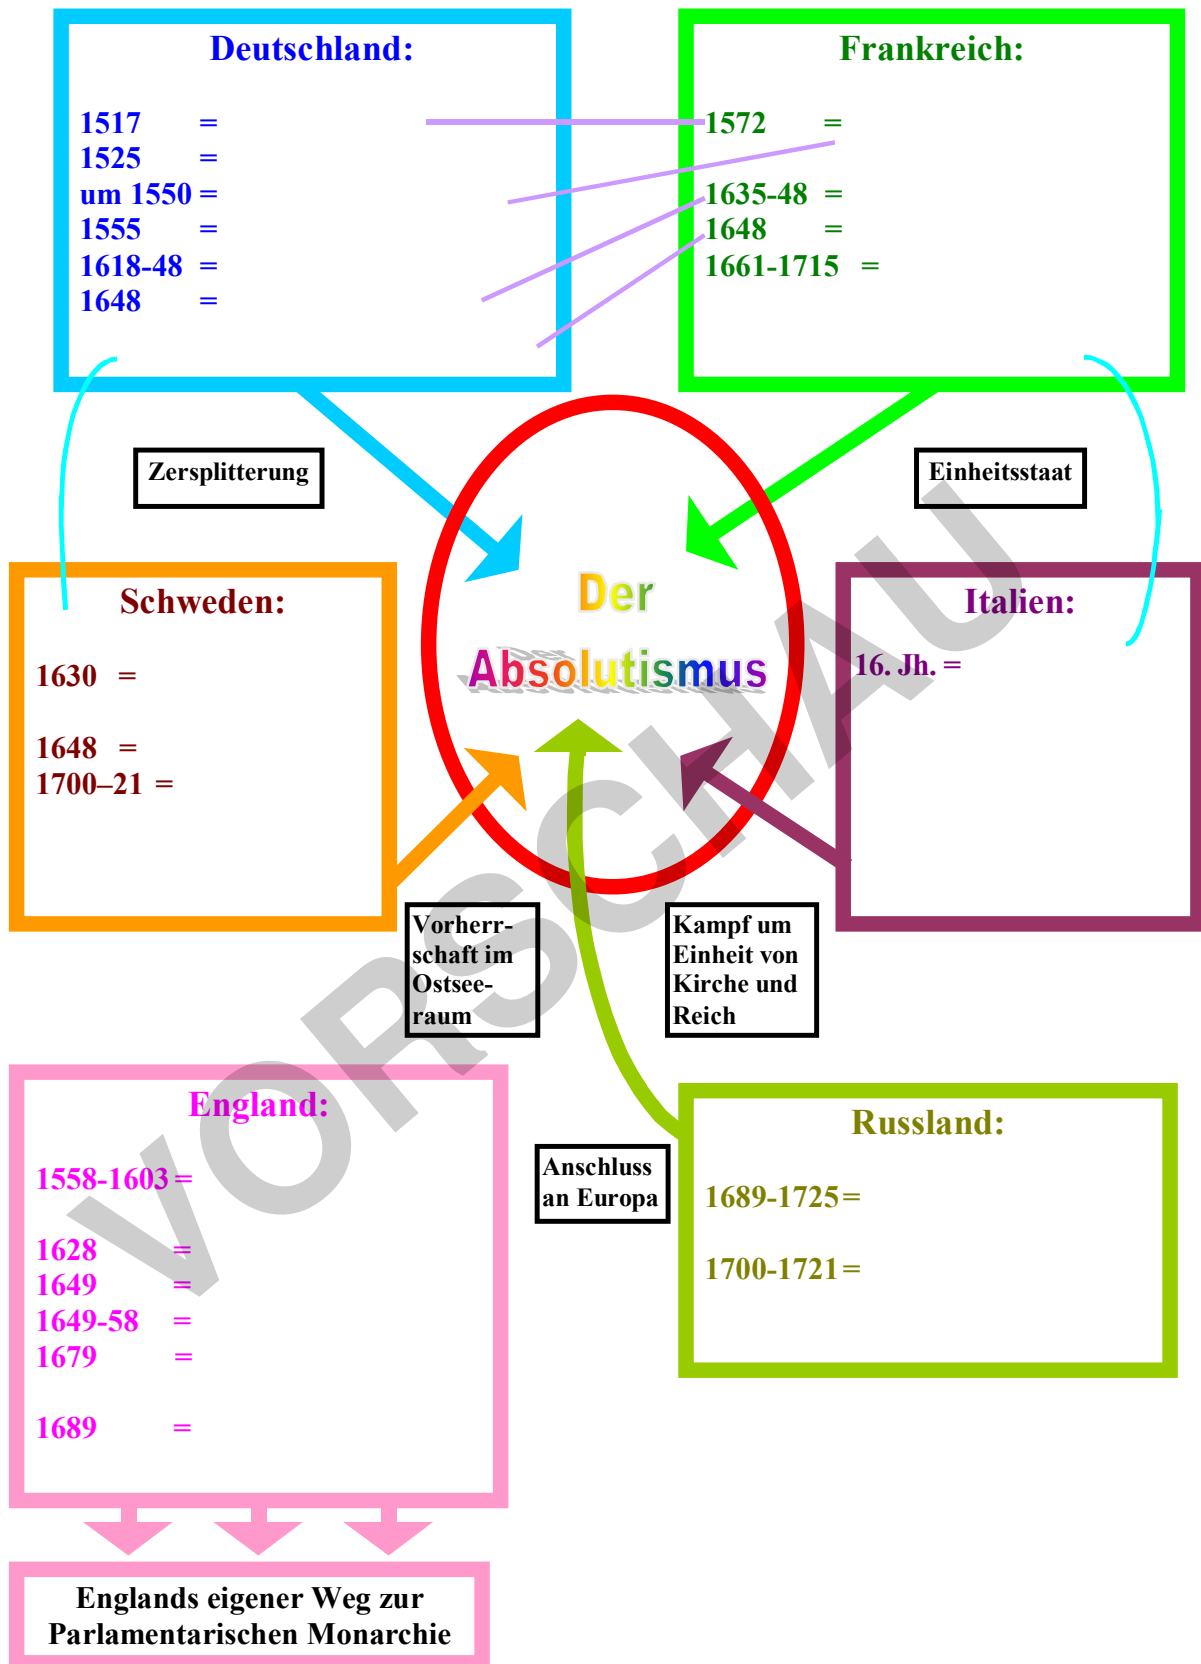 Deutschland:
1517 =
1525 =
um 1550 =
1555 =
1618-48 =
1648 =
Frankreich:
1572 =
1635-48 =
1648 =
1661-1715 =
Zersplitterung
Einheitsstaat
Der
Absolutismus
Schweden:
1630 =
1648 =
1700–21 =
Italien:
16. Jh. =
Vorherr-
schaft im
Ostsee-
raum
Kampf um
Einheit von
Kirche und
Reich
England:
1558-1603 =
1628 =
1649 =
1649-58 =
1679 =
1689 =
Anschluss
an Europa
Russland:
1689-1725 =
1700-1721 =
Englands eigener Weg zur
Parlamentarischen Monarchie
VORSCHAU